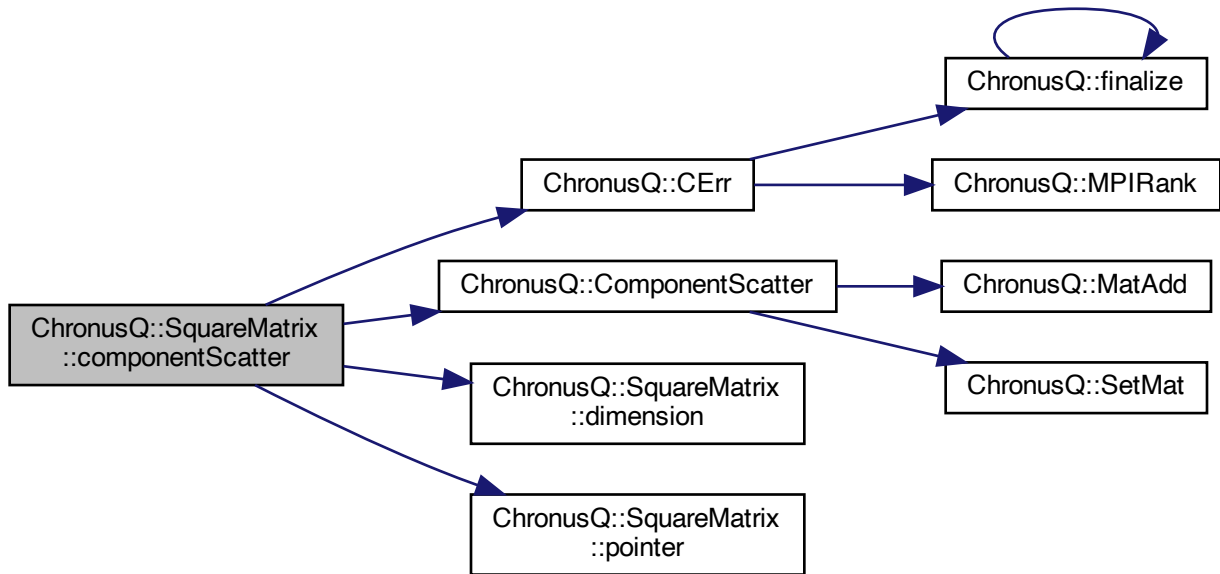 ChronusQ::SquareMatrix
::componentScatter
ChronusQ::CErr
ChronusQ::finalize
ChronusQ::MPIRank
ChronusQ::ComponentScatter
ChronusQ::MatAdd
ChronusQ::SetMat
ChronusQ::SquareMatrix
::dimension
ChronusQ::SquareMatrix
::pointer